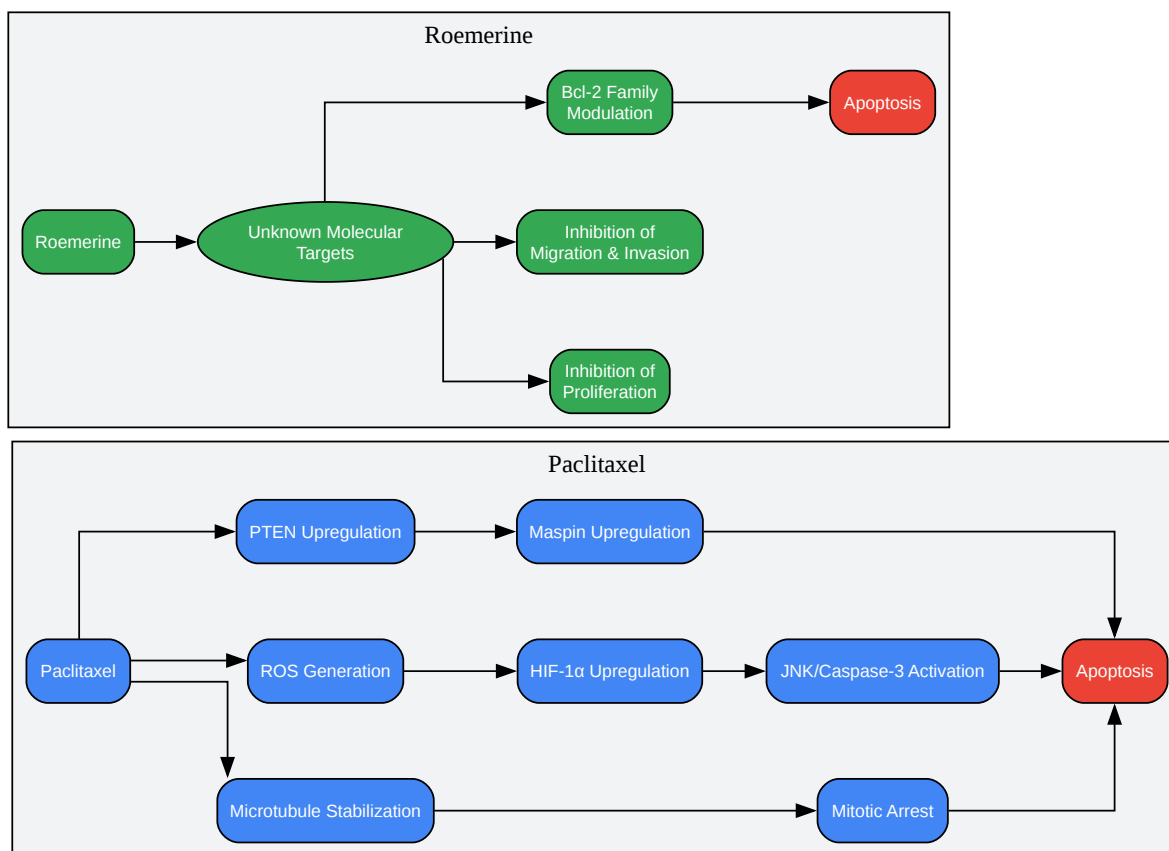 Roemerine
Bcl-2 Family
Modulation
Apoptosis
Roemerine
Unknown Molecular
Targets
Inhibition of
Migration & Invasion
Inhibition of
Proliferation
Paclitaxel
PTEN Upregulation
Maspin Upregulation
Paclitaxel
ROS Generation
HIF-1α Upregulation
JNK/Caspase-3 Activation
Apoptosis
Microtubule Stabilization
Mitotic Arrest